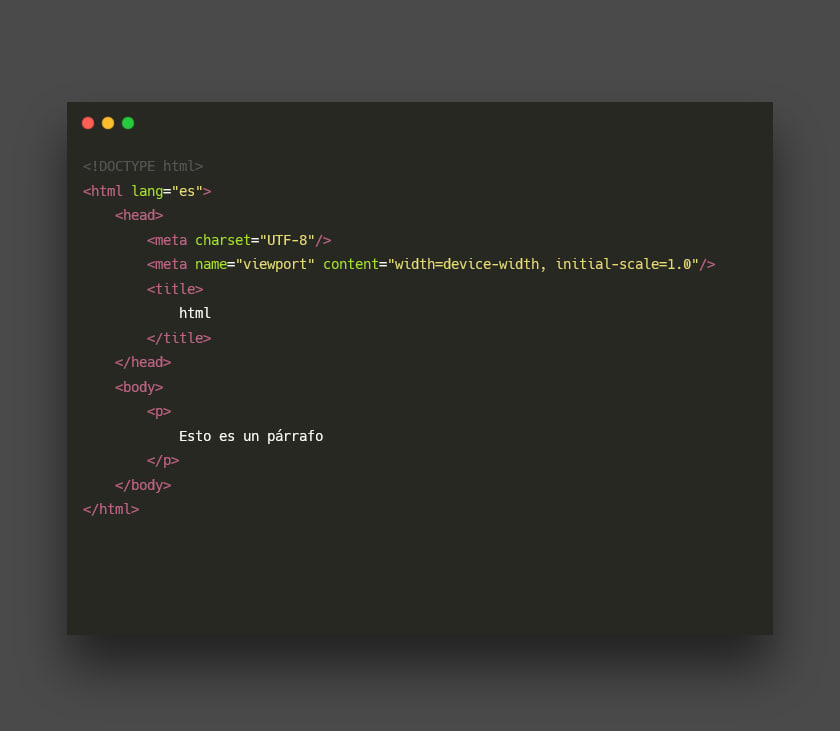 <!DOCTYPE html>
<html lang="es">
    <head>
        <meta charset="UTF-8"/>
        <meta name="viewport" content="width=device-width, initial-scale=1.0"/>
        <title>
            html
        </title>
    </head>
    <body>
        <p>
            Esto es un párrafo
        </p>
    </body>
</html>